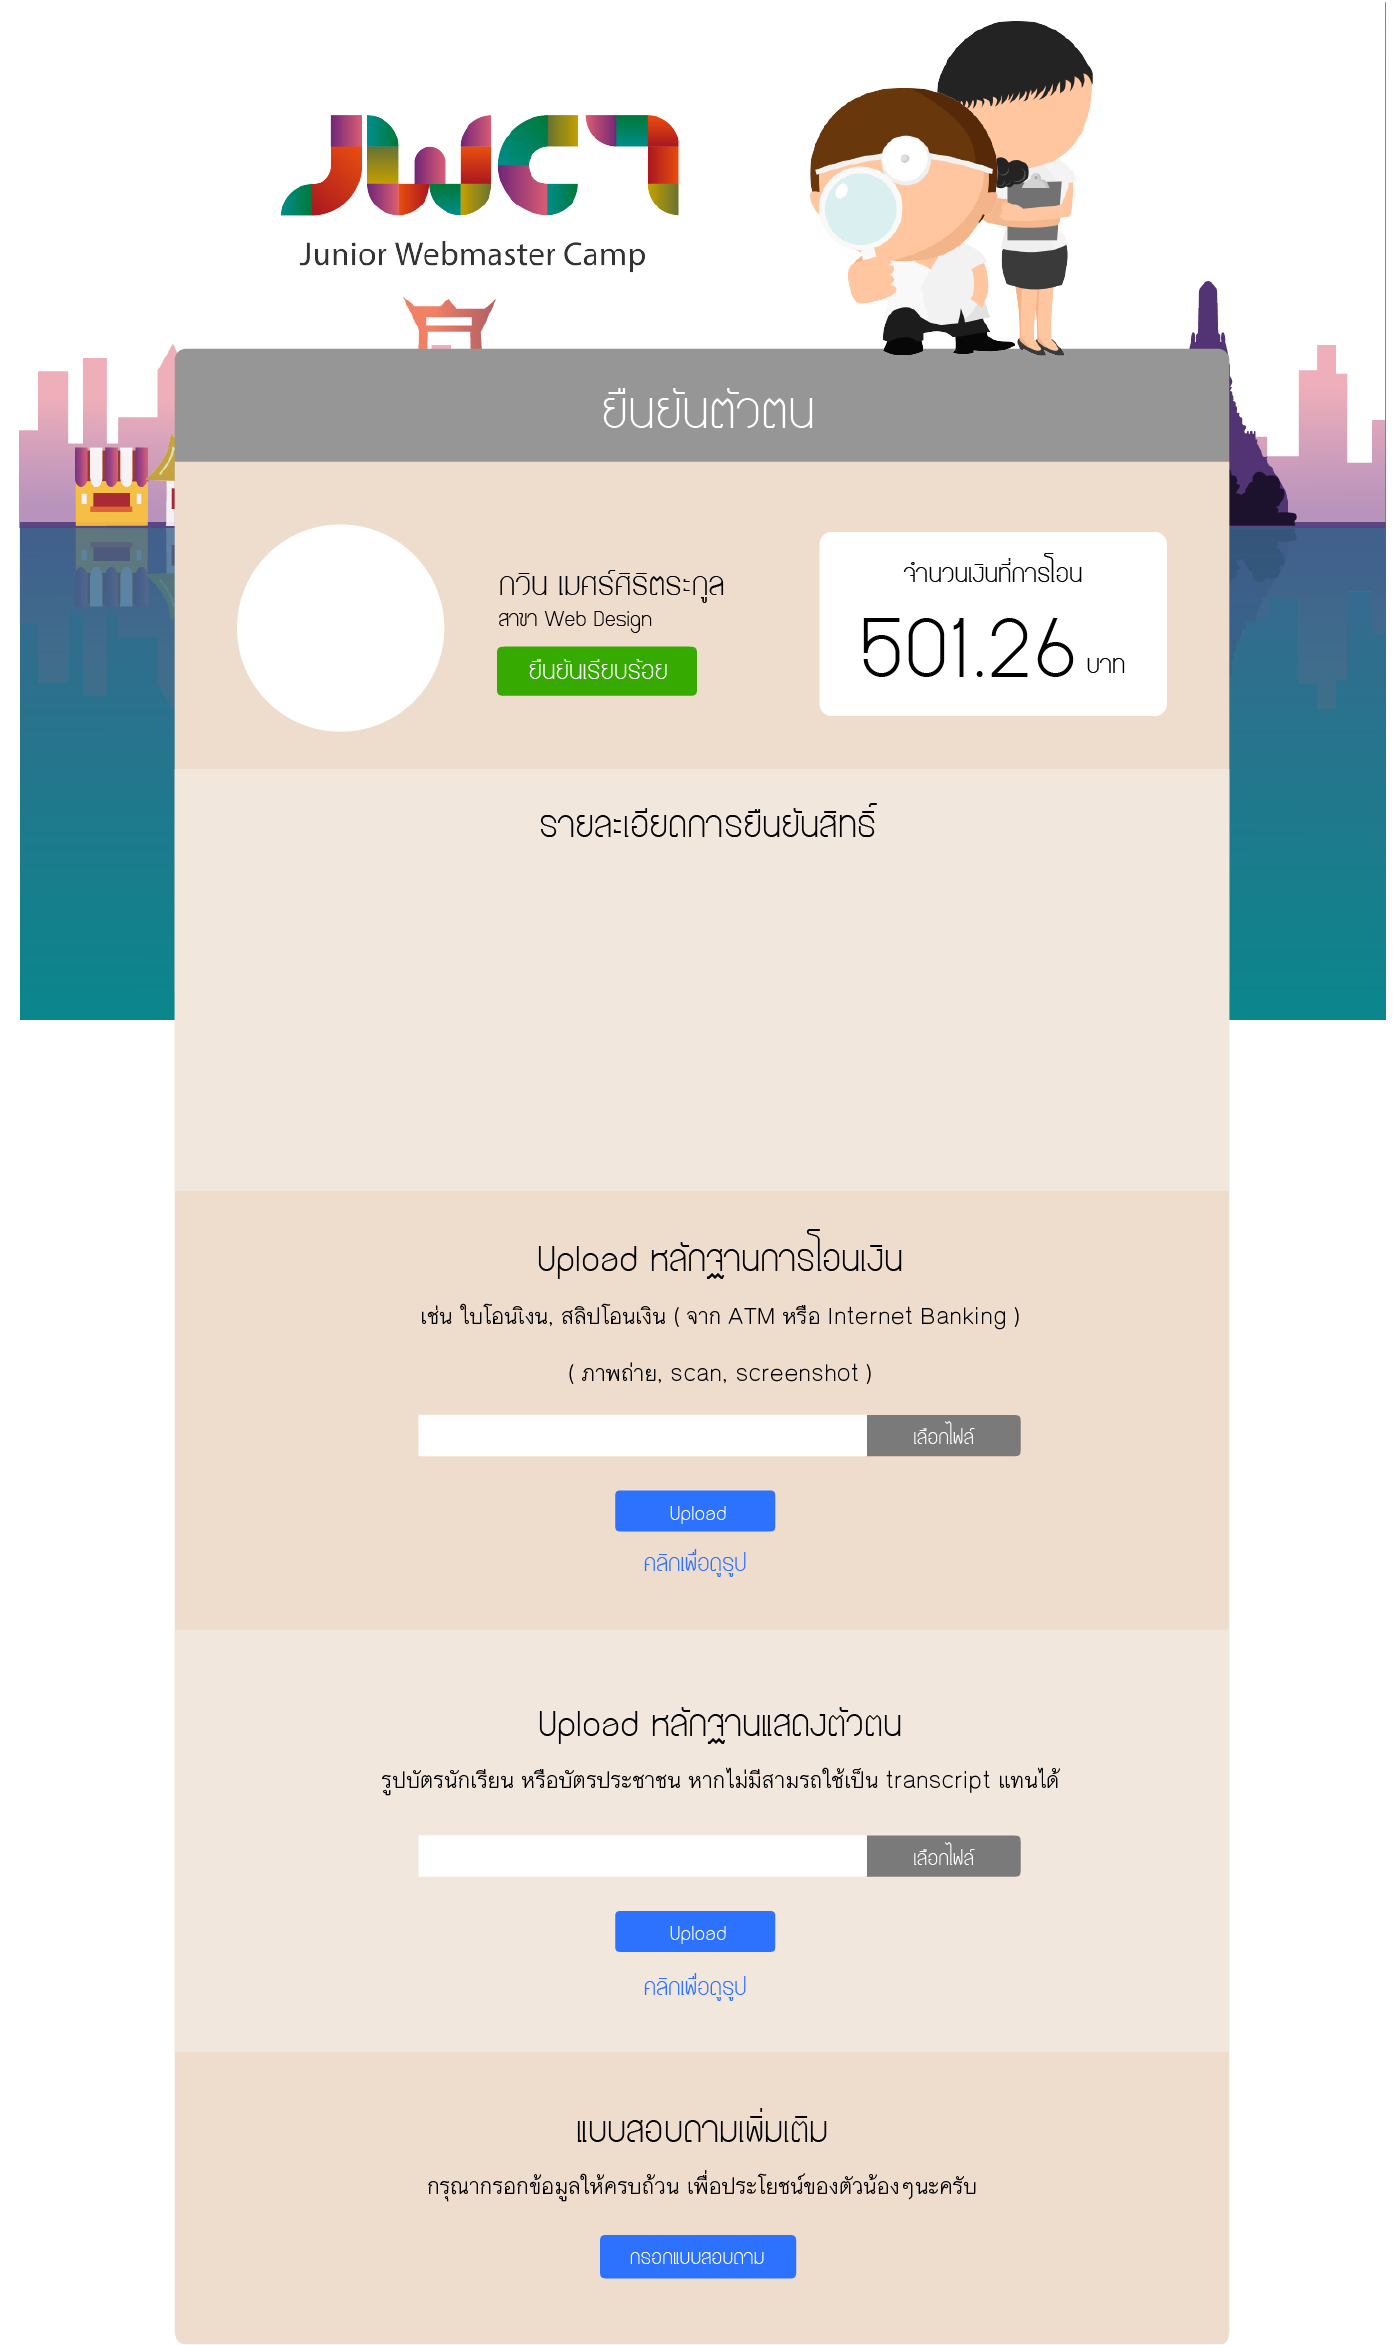 JWC7
Junior Webmaster Camp
ยืนยันตัวตน
กวิน เมศร์ศิริตระกูล
สาขา Web Design
ยืนยันเรียบร้อย
จำนวนเงินที่การโอน
501.26 บาท
รายละเอียดการยืนยันสิทธิ์
Upload หลักฐานการโอนเงิน
เช่น ใบโอนเิงน, สลิปโอนเงิน ( จาก ATM หรือ Internet Banking )
( ภาพถ่าย, scan, screenshot )
เลือกไฟล์
Upload
คลิกเพื่อดูรูป
Upload หลักฐานแสดงตัวตน
รูปบัตรนักเรียน หรือบัตรประชาชน หากไม่มีสามรถใช้เป็น transcript แทนได้
เลือกไฟล์
Upload
คลิกเพื่อดูรูป
แบบสอบถามเพิ่มเติม
กรุณากรอกข้อมูลให้ครบถ้วน เพื่อประโยชน์ของตัวน้องๆนะครับ
กรอกแบบสอบถาม